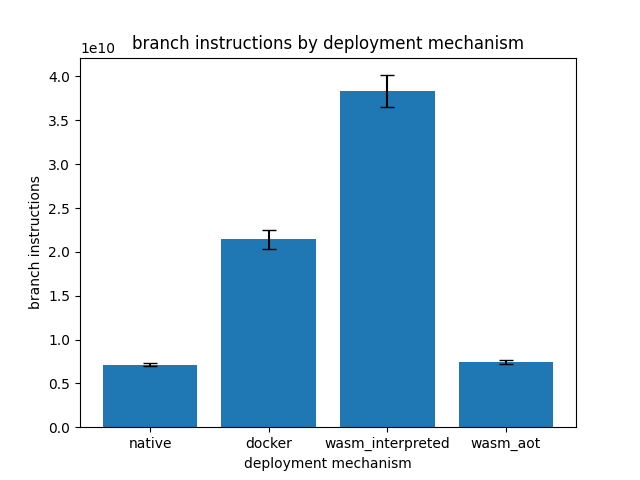 branch instructions by deployment mechanism
1e10
4.0
3.5
3.0
2.5
2.0
1.5
1.0
0.5
0.0
branch instructions
native docker wasm_interpreted wasm_aot
deployment mechanism